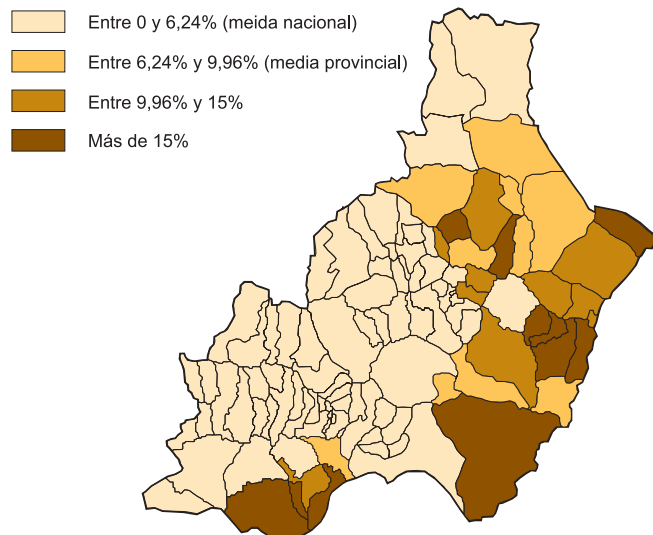 Entre 0 y 6,24% (meida nacional)
Entre 6,24% y 9,96% (media provincial)
Entre 9,96% y 15%
Más de 15%